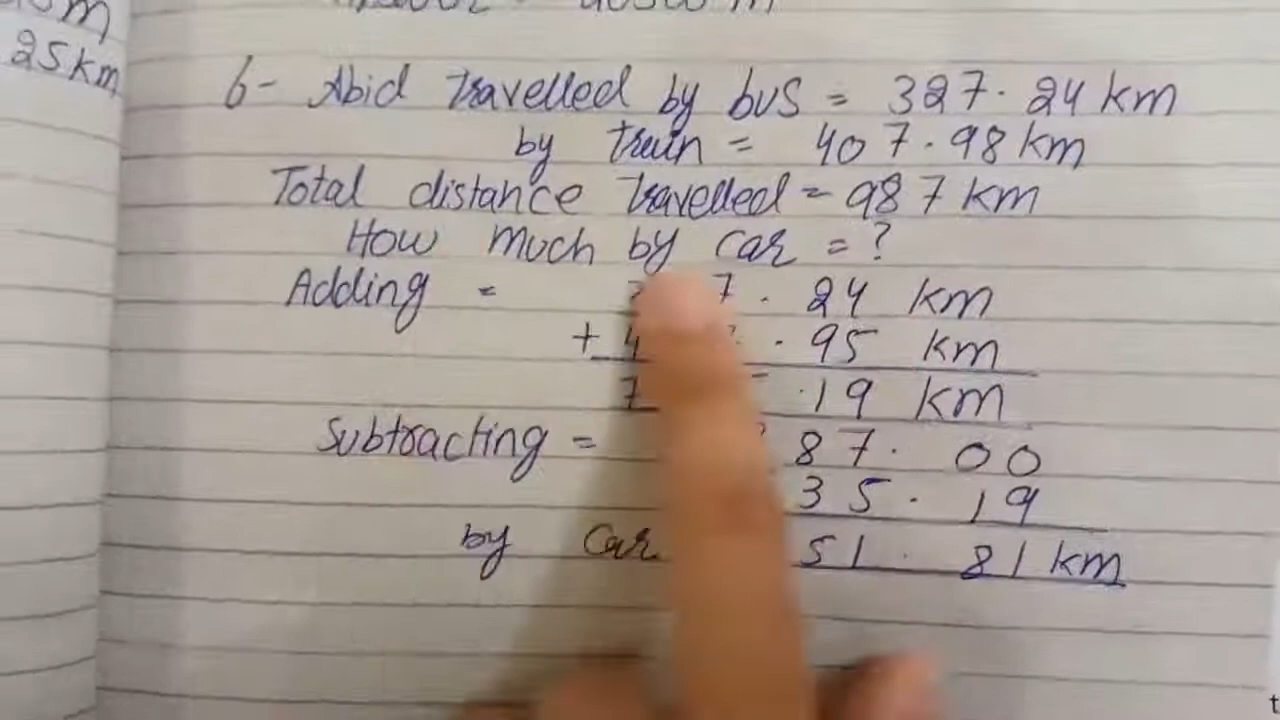 25km
6- Abid travelled by bus = 327.24 km
by train = 407.98 km
Total distance travelled = 987 km
How much by car = ?
Adding = 7.24 km
+ 4 .95 km
7 .19 km
Subtracting = 87.00
35.19
by car 51.81 km